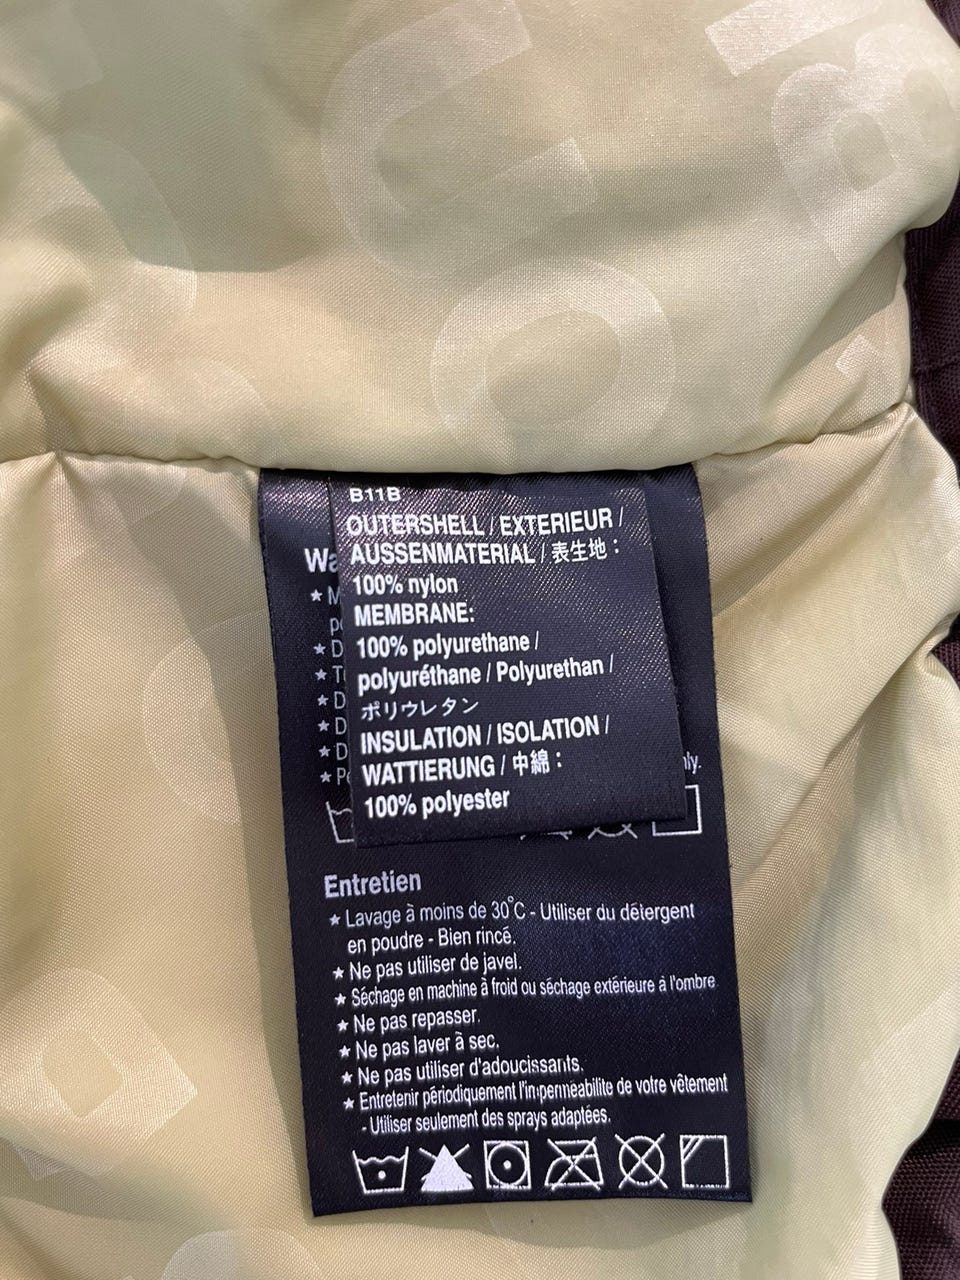 B11B
OUTERSHELL / EXTERIEUR /
AUSSENMATERIAL / 表生地：
100% nylon
MEMBRANE:
100% polyurethane /
polyuréthane / Polyurethan /
ポリウレタン
INSULATION / ISOLATION /
WATTIERUNG / 中綿：
100% polyester
Entretien
★ Lavage à moins de 30°C - Utiliser du détergent
en poudre - Bien rincé.
★ Ne pas utiliser de javel.
★ Séchage en machine à froid ou séchage extérieure à l'ombre
★ Ne pas repasser.
★ Ne pas laver à sec.
★ Ne pas utiliser d'adoucissants.
★ Entretenir périodiquement l'imperméabilite de votre vêtement
- Utiliser seulement des sprays adaptées.